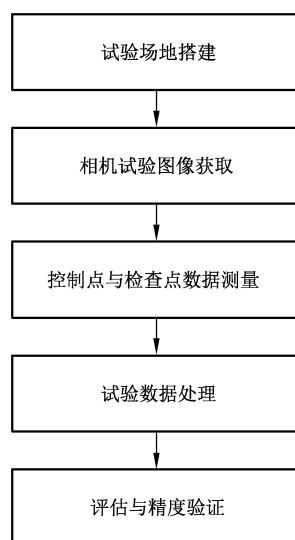 试验场地搭建
相机试验图像获取
控制点与检查点数据测量
试验数据处理
评估与精度验证